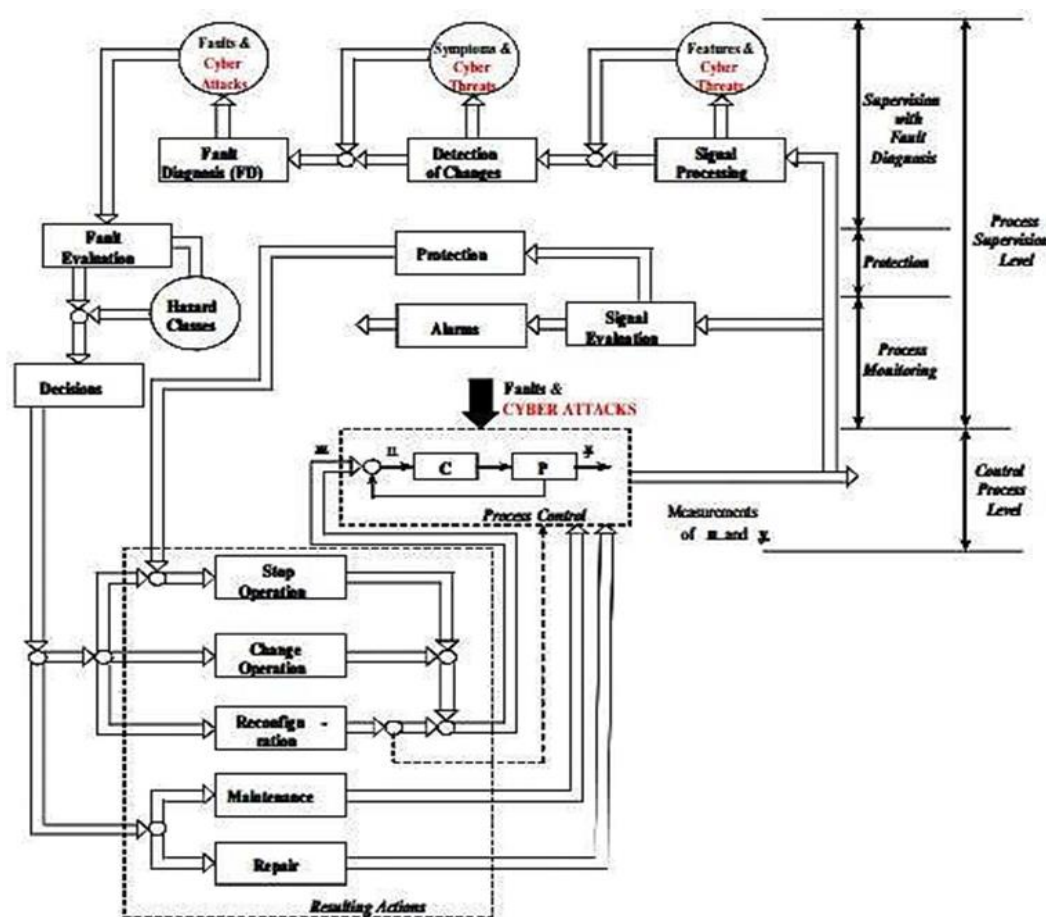 Faults &
Cyber
Attacks
Symptoms &
Cyber
Threats
Features &
Cyber
Threats
Supervision
with
Fault
Diagnosis
Fault
Diagnosis (FD)
Detection
of Changes
Signal
Processing
Process
Supervision
Level
Fault
Evaluation
Protection
Protection
Hazard
Classes
Alarms
Signal
Evaluation
Process
Monitoring
Decisions
Faults &
CYBER ATTACKS
C
P
y
Process Control
Control
Process
Level
Measurements
of u and y
Stop
Operation
Change
Operation
Reconfigu -
ration
Maintenance
Repair
Resulting Actions